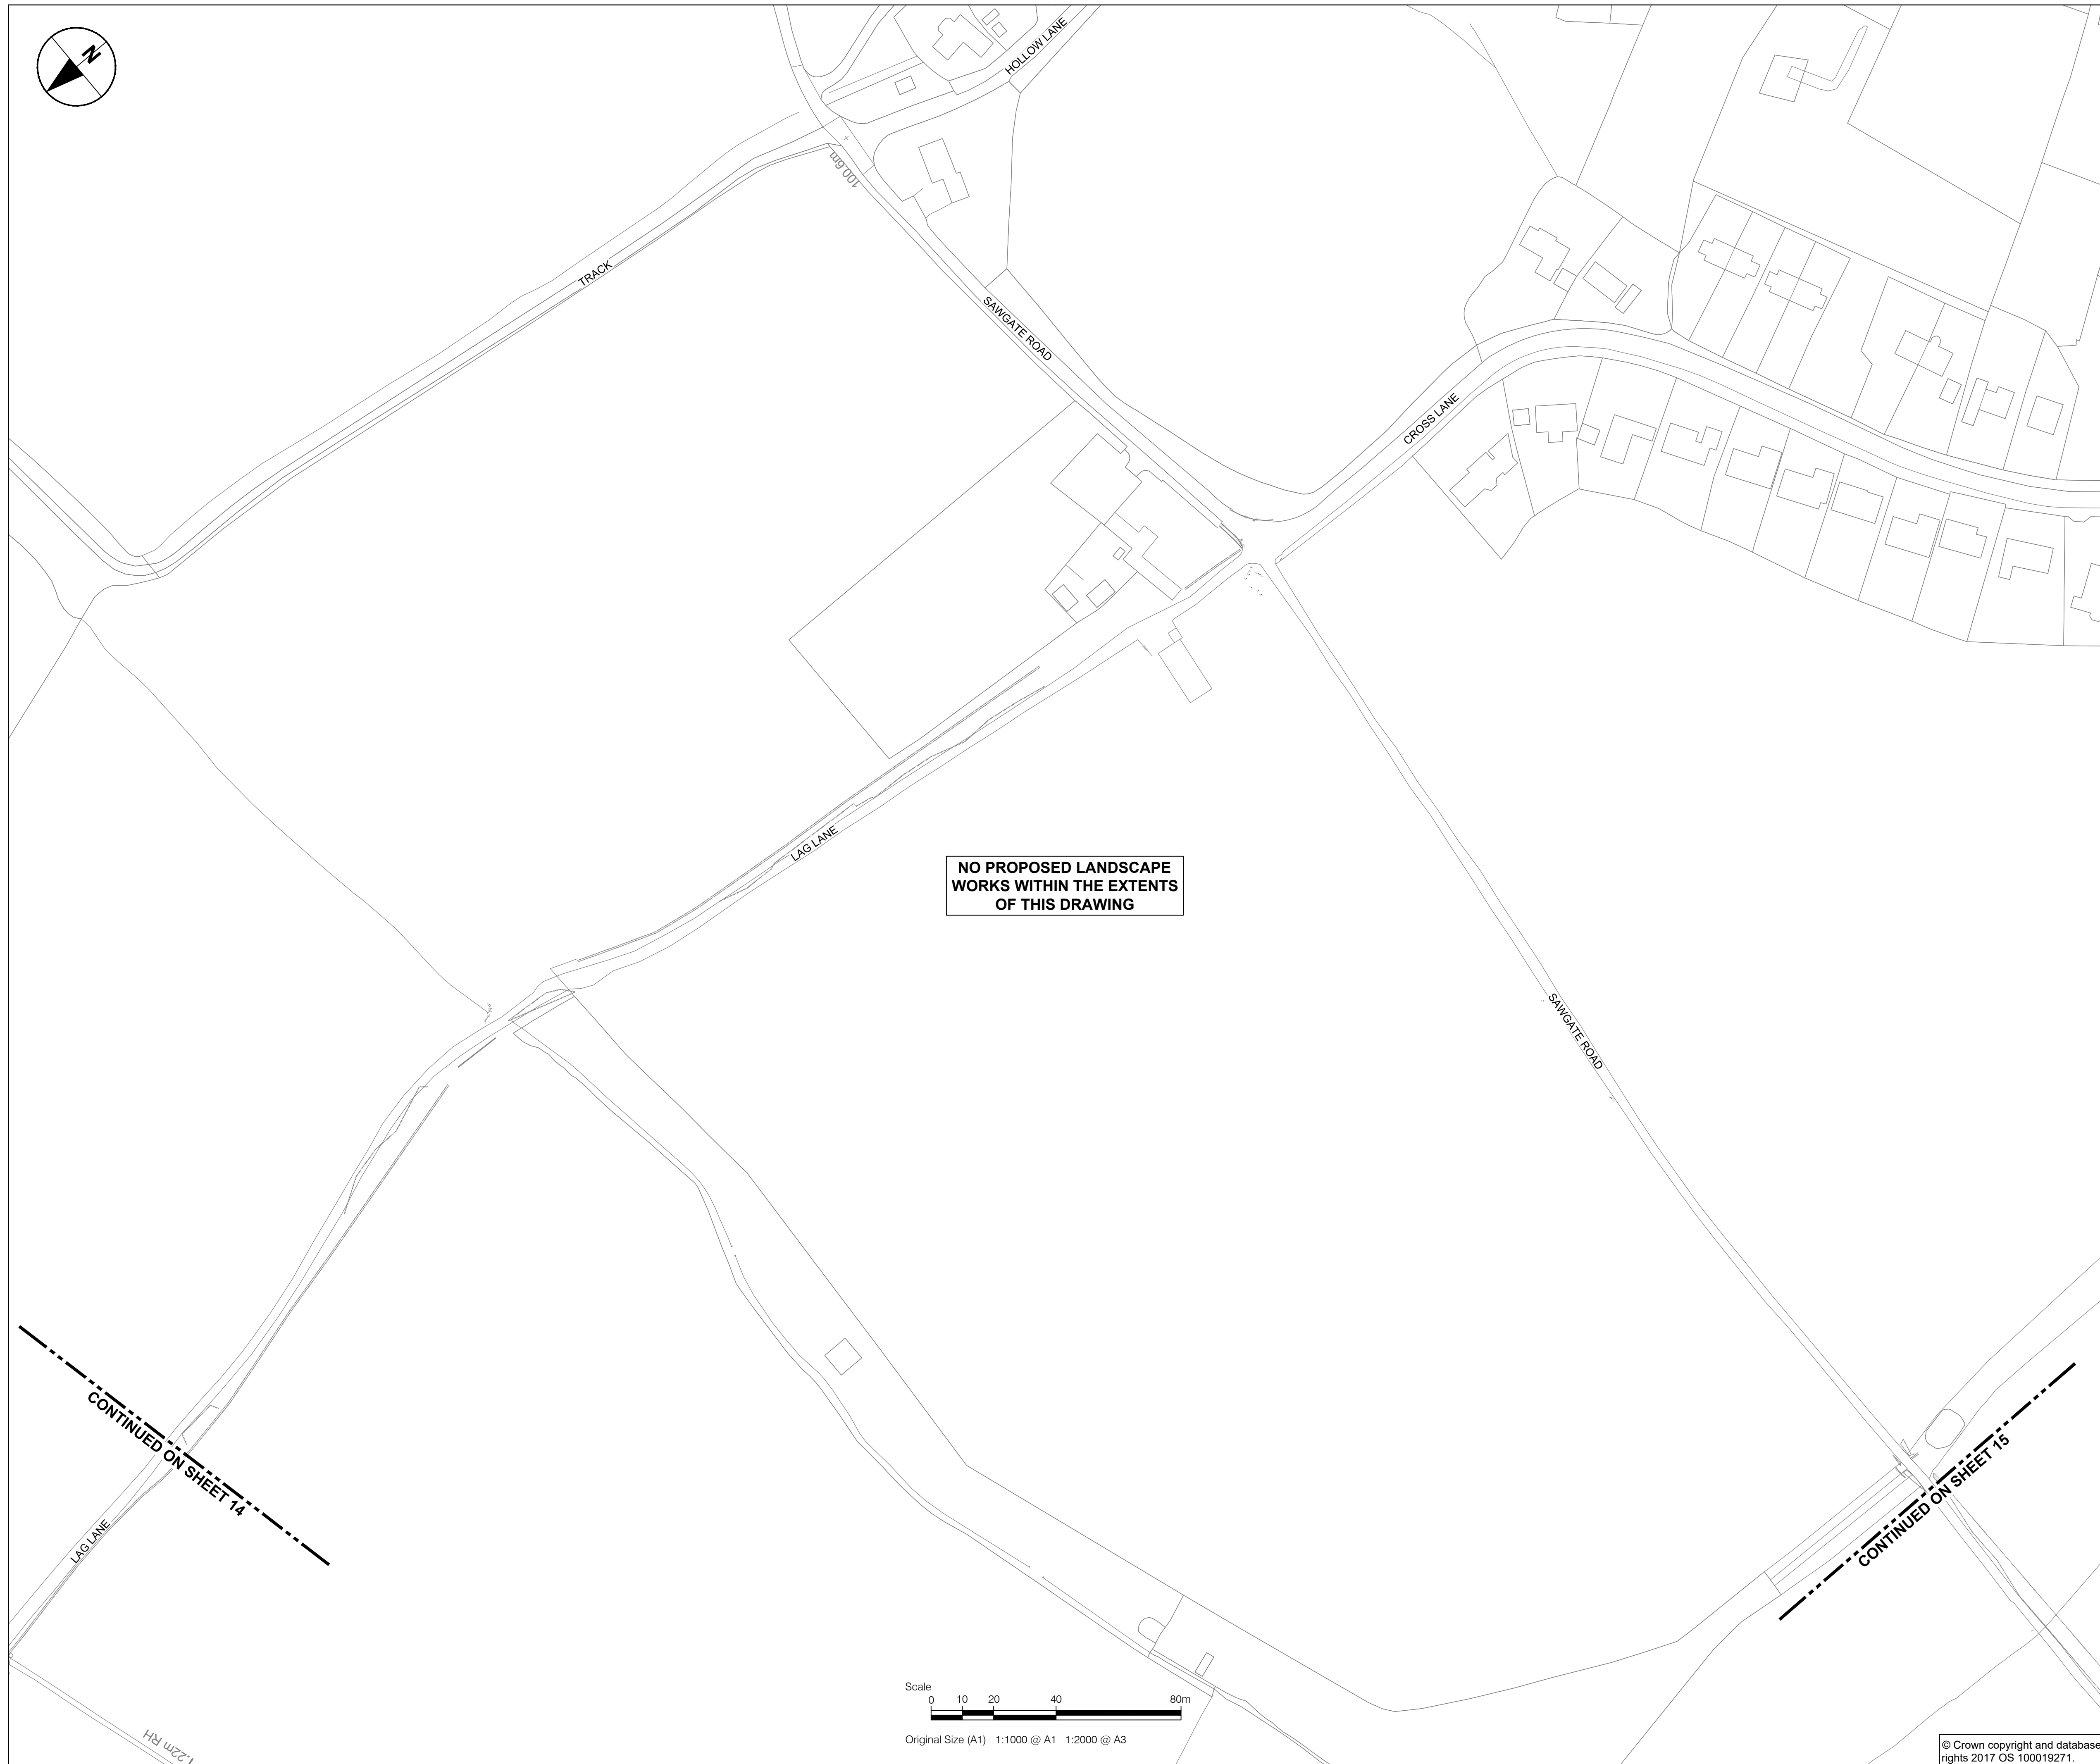 N
HOLLOW LANE
100.6m
TRACK
SAWGATE ROAD
CROSS LANE
LAG LANE
NO PROPOSED LANDSCAPE
WORKS WITHIN THE EXTENTS
OF THIS DRAWING
SAWGATE ROAD
CONTINUED ON SHEET 14
CONTINUED ON SHEET 15
LAG LANE
Scale
0 10 20 40 80m
Original Size (A1) 1:1000 @ A1 1:2000 @ A3
1.22m RH
© Crown copyright and database
rights 2017 OS 100019271.